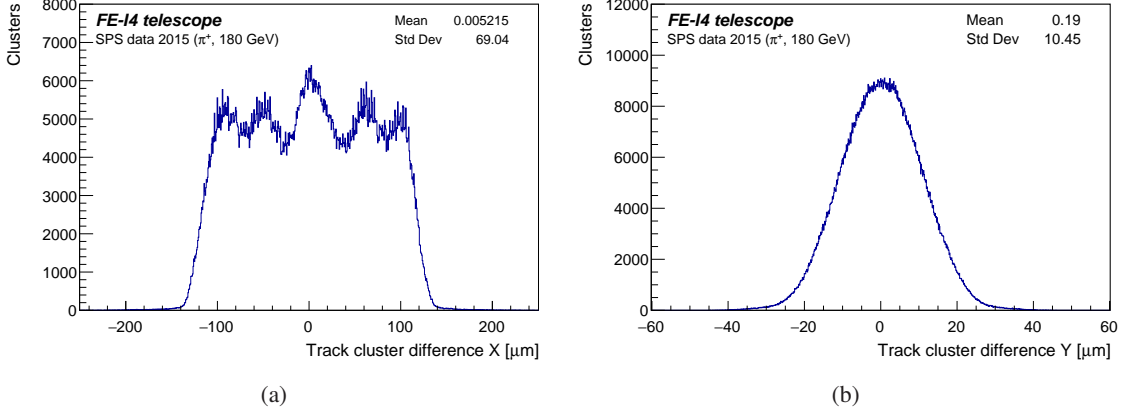 FE-I4 telescope
SPS data 2015 (π⁺, 180 GeV)
Mean 0.005215
Std Dev 69.04
Clusters
8000
7000
6000
5000
4000
3000
2000
1000
0
−200 −100 0 100 200
Track cluster difference X [μm]
(a)
FE-I4 telescope
SPS data 2015 (π⁺, 180 GeV)
Mean 0.19
Std Dev 10.45
Clusters
12000
10000
8000
6000
4000
2000
0
−60 −40 −20 0 20 40 60
Track cluster difference Y [μm]
(b)